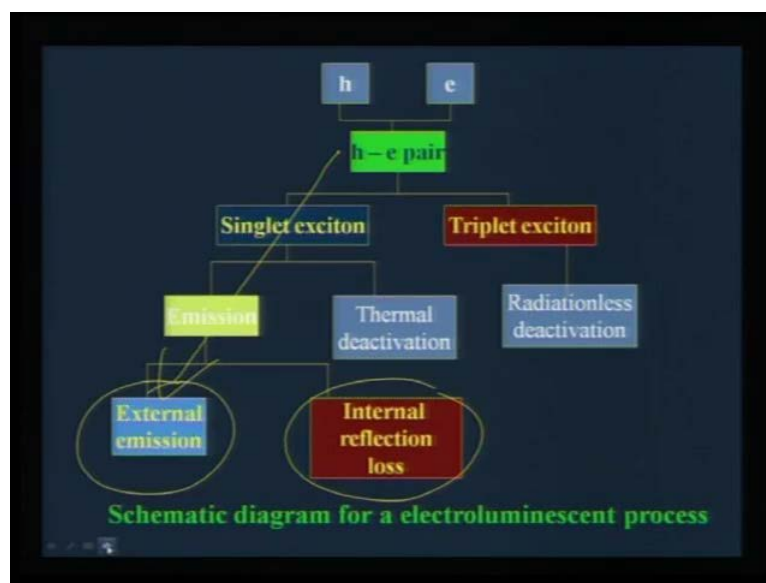 h
e
h – e pair
Singlet exciton
Triplet exciton
Emission
Thermal
deactivation
Radiationless
deactivation
External
emission
Internal
reflection
loss
Schematic diagram for a electroluminescent process